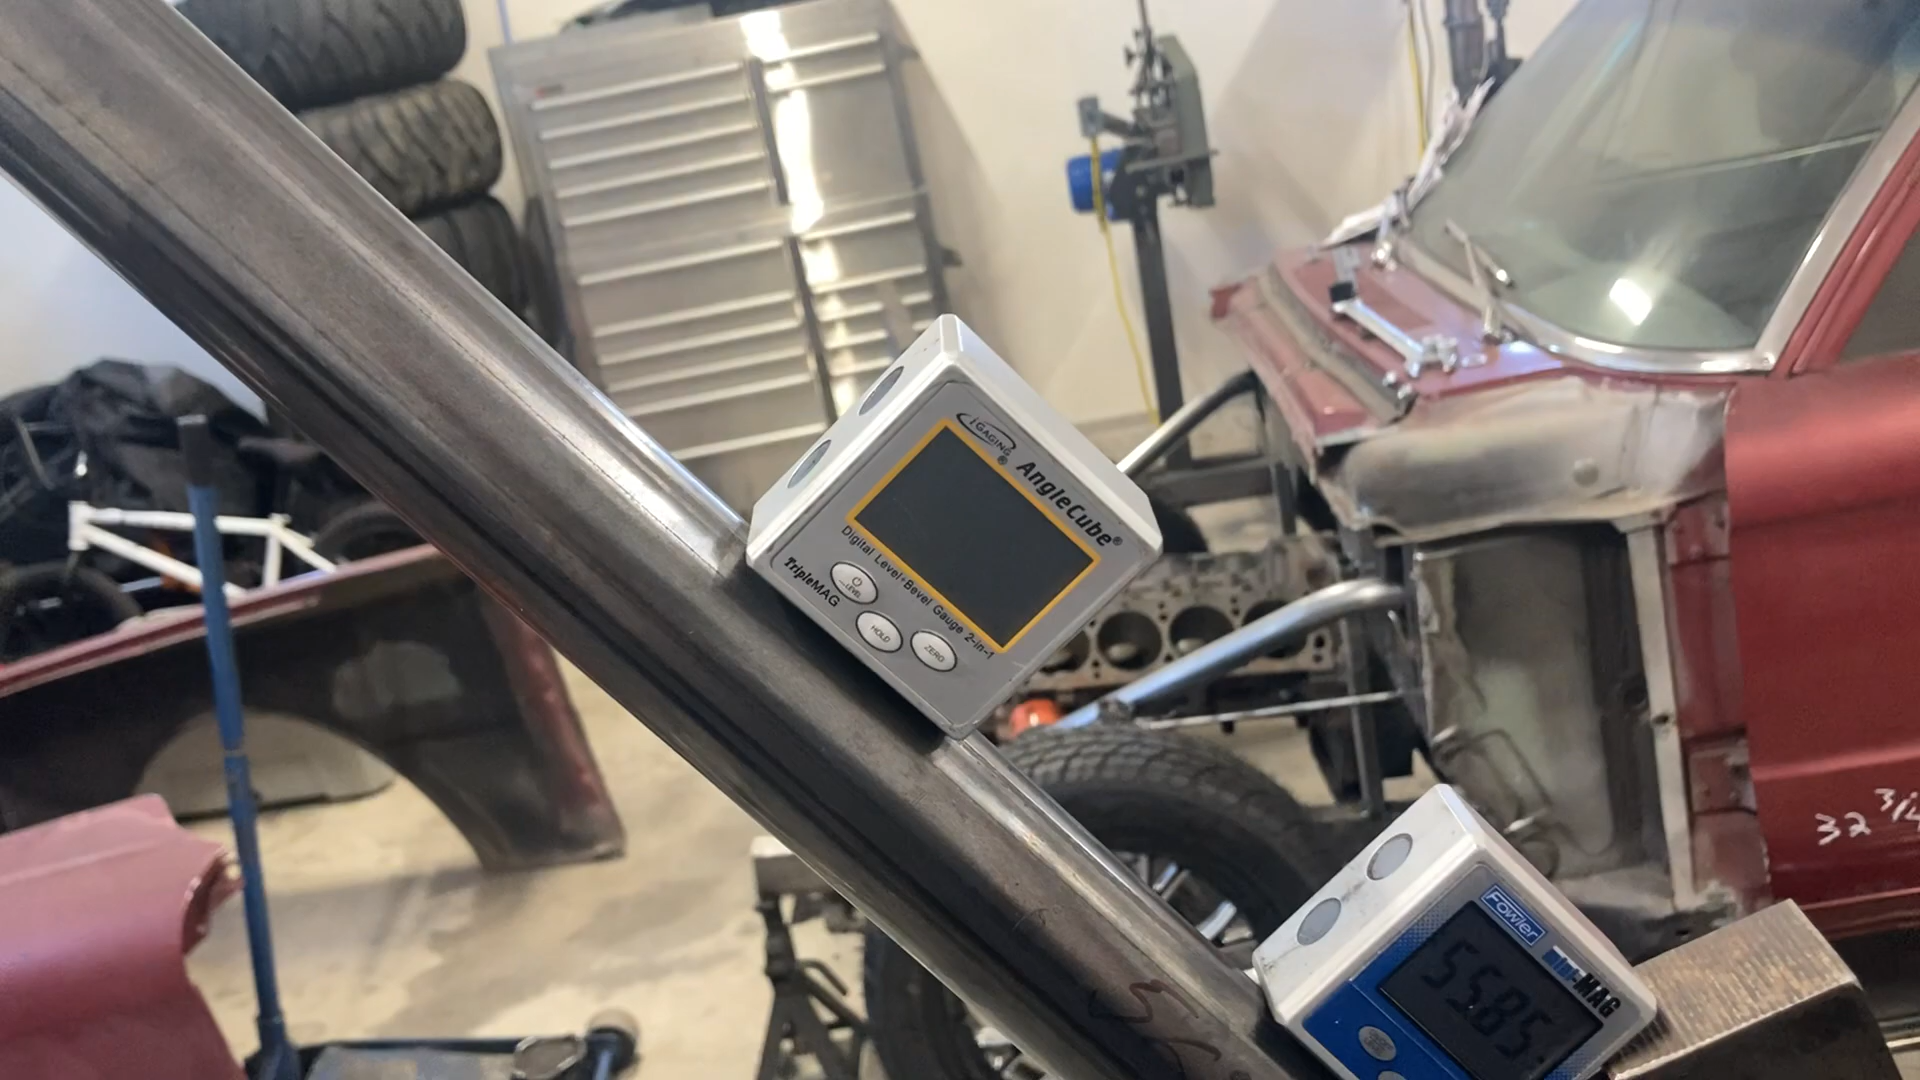 iGAGING®
AngleCube®
Digital Level+Bevel Gauge 2-in-1
TripleMAG
LEVEL
HOLD
ZERO
Fowler
mini-MAG
55.85
32 3/4